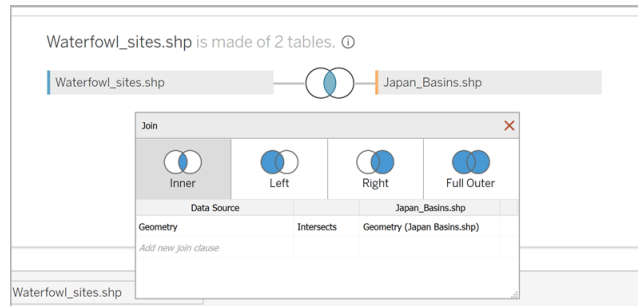 Waterfowl_sites.shp is made of 2 tables. ⓘ
Waterfowl_sites.shp
Japan_Basins.shp
Join
Inner
Left
Right
Full Outer
Data Source
Japan_Basins.shp
Geometry
Intersects
Geometry (Japan Basins.shp)
Add new join clause
Waterfowl_sites.shp